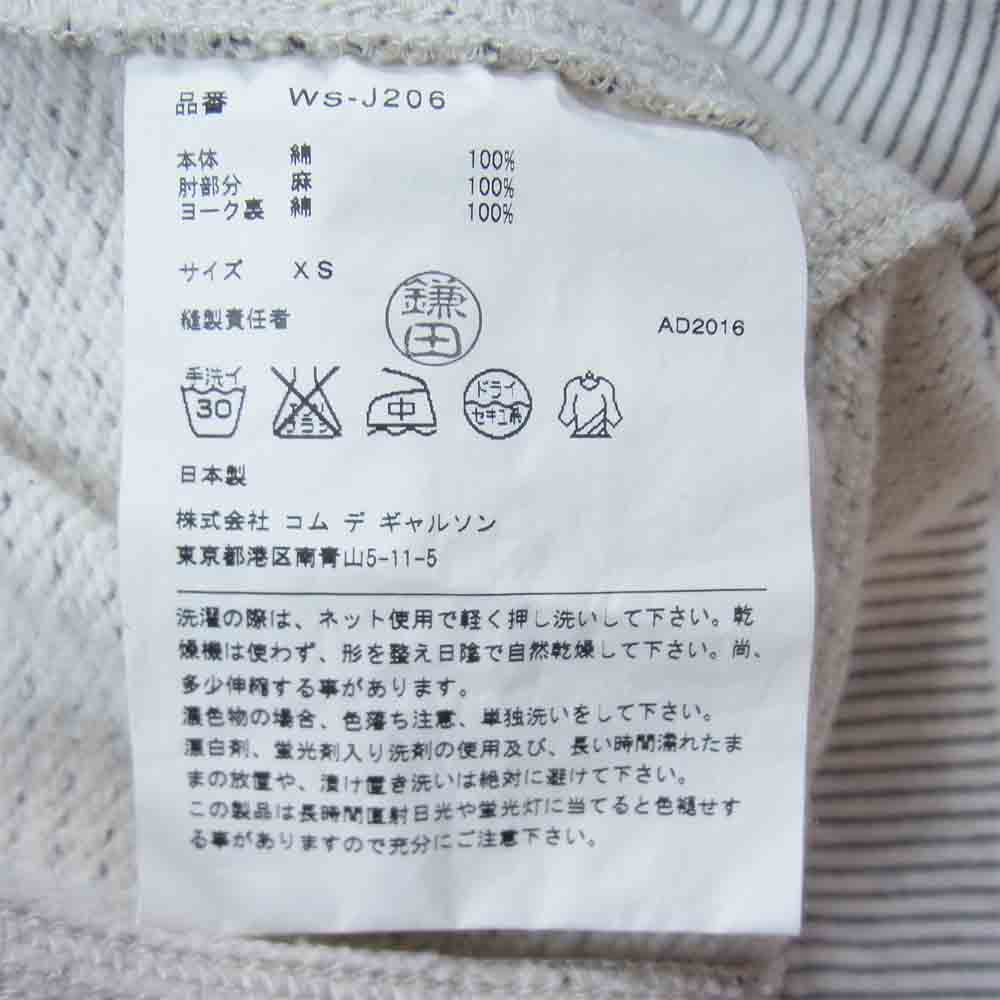 品番 WS-J206
本体 綿 100%
肘部分 麻 100%
ヨーク裏 綿 100%
サイズ XS
縫製責任者 鎌田 AD2016
手洗イ 30 エンソサラシ 中 ドライ セキユ系
日本製
株式会社 コム デ ギャルソン
東京都港区南青山5-11-5
洗濯の際は、ネット使用で軽く押し洗いして下さい。乾
燥機は使わず、形を整え日陰で自然乾燥して下さい。尚、
多少伸縮する事があります。
濃色物の場合、色落ち注意、単独洗いをして下さい。
漂白剤、蛍光剤入り洗剤の使用及び、長い時間濡れたま
まの放置や、漬け置き洗いは絶対に避けて下さい。
この製品は長時間直射日光や蛍光灯に当てると色褪せす
る事がありますので充分にご注意下さい。